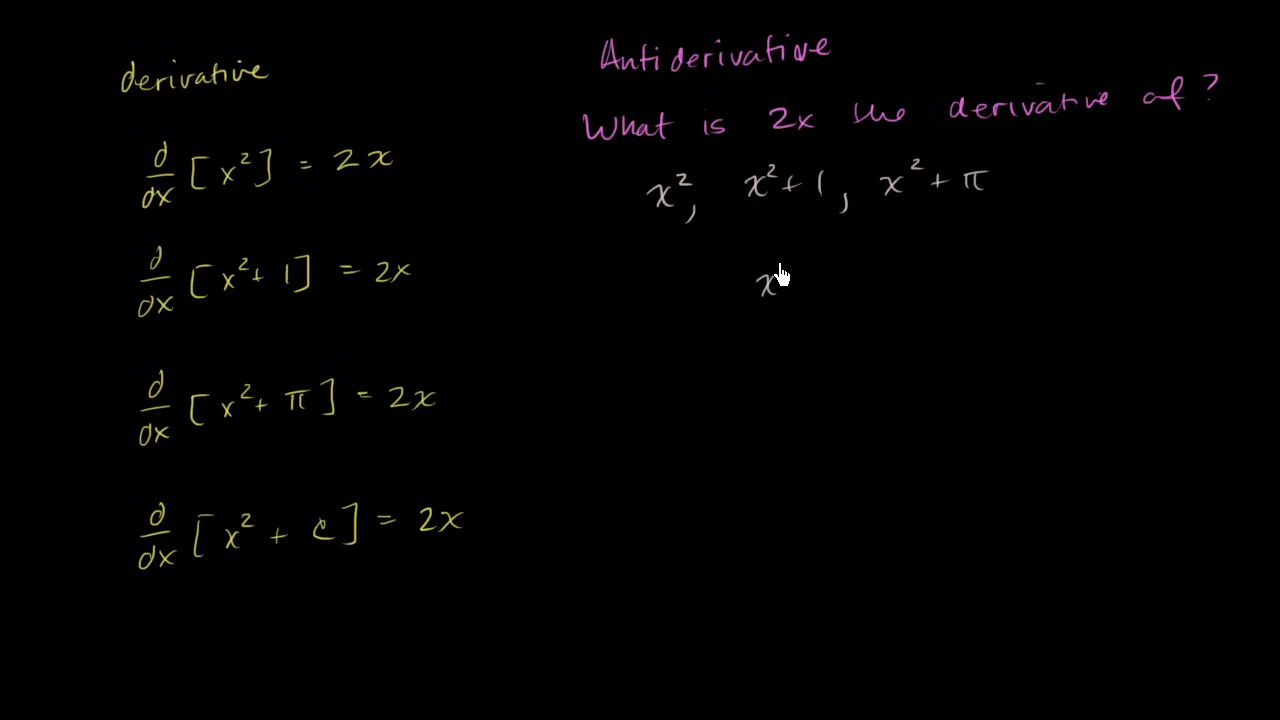 derivative
d/dx [x² ] = 2x
d/dx [x² + 1] = 2x
d/dx [x² + π] = 2x
d/dx [x² + c] = 2x
Antiderivative
What is 2x the derivative of?
x², x² + 1, x² + π
x